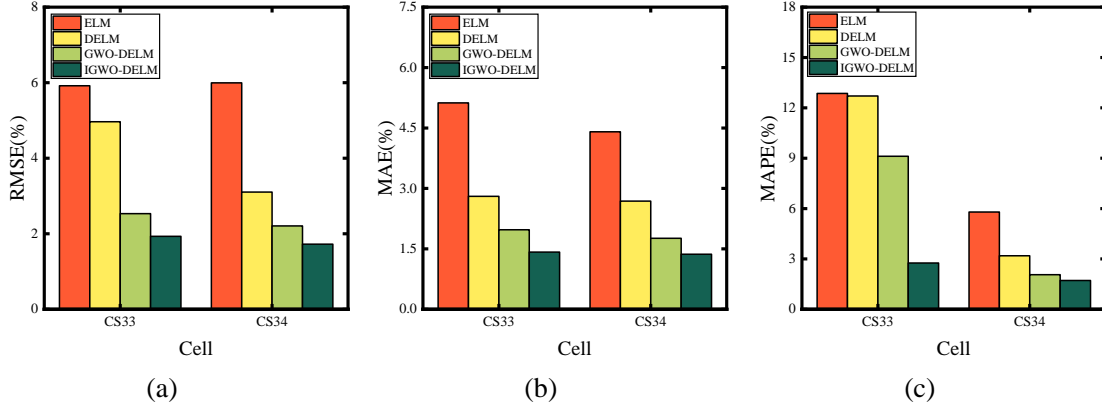 8
6
4
2
0
RMSE(%)
ELM
DELM
GWO-DELM
IGWO-DELM
CS33 CS34
Cell
(a)
7.5
6.0
4.5
3.0
1.5
0.0
MAE(%)
ELM
DELM
GWO-DELM
IGWO-DELM
CS33 CS34
Cell
(b)
18
15
12
9
6
3
0
MAPE(%)
ELM
DELM
GWO-DELM
IGWO-DELM
CS33 CS34
Cell
(c)